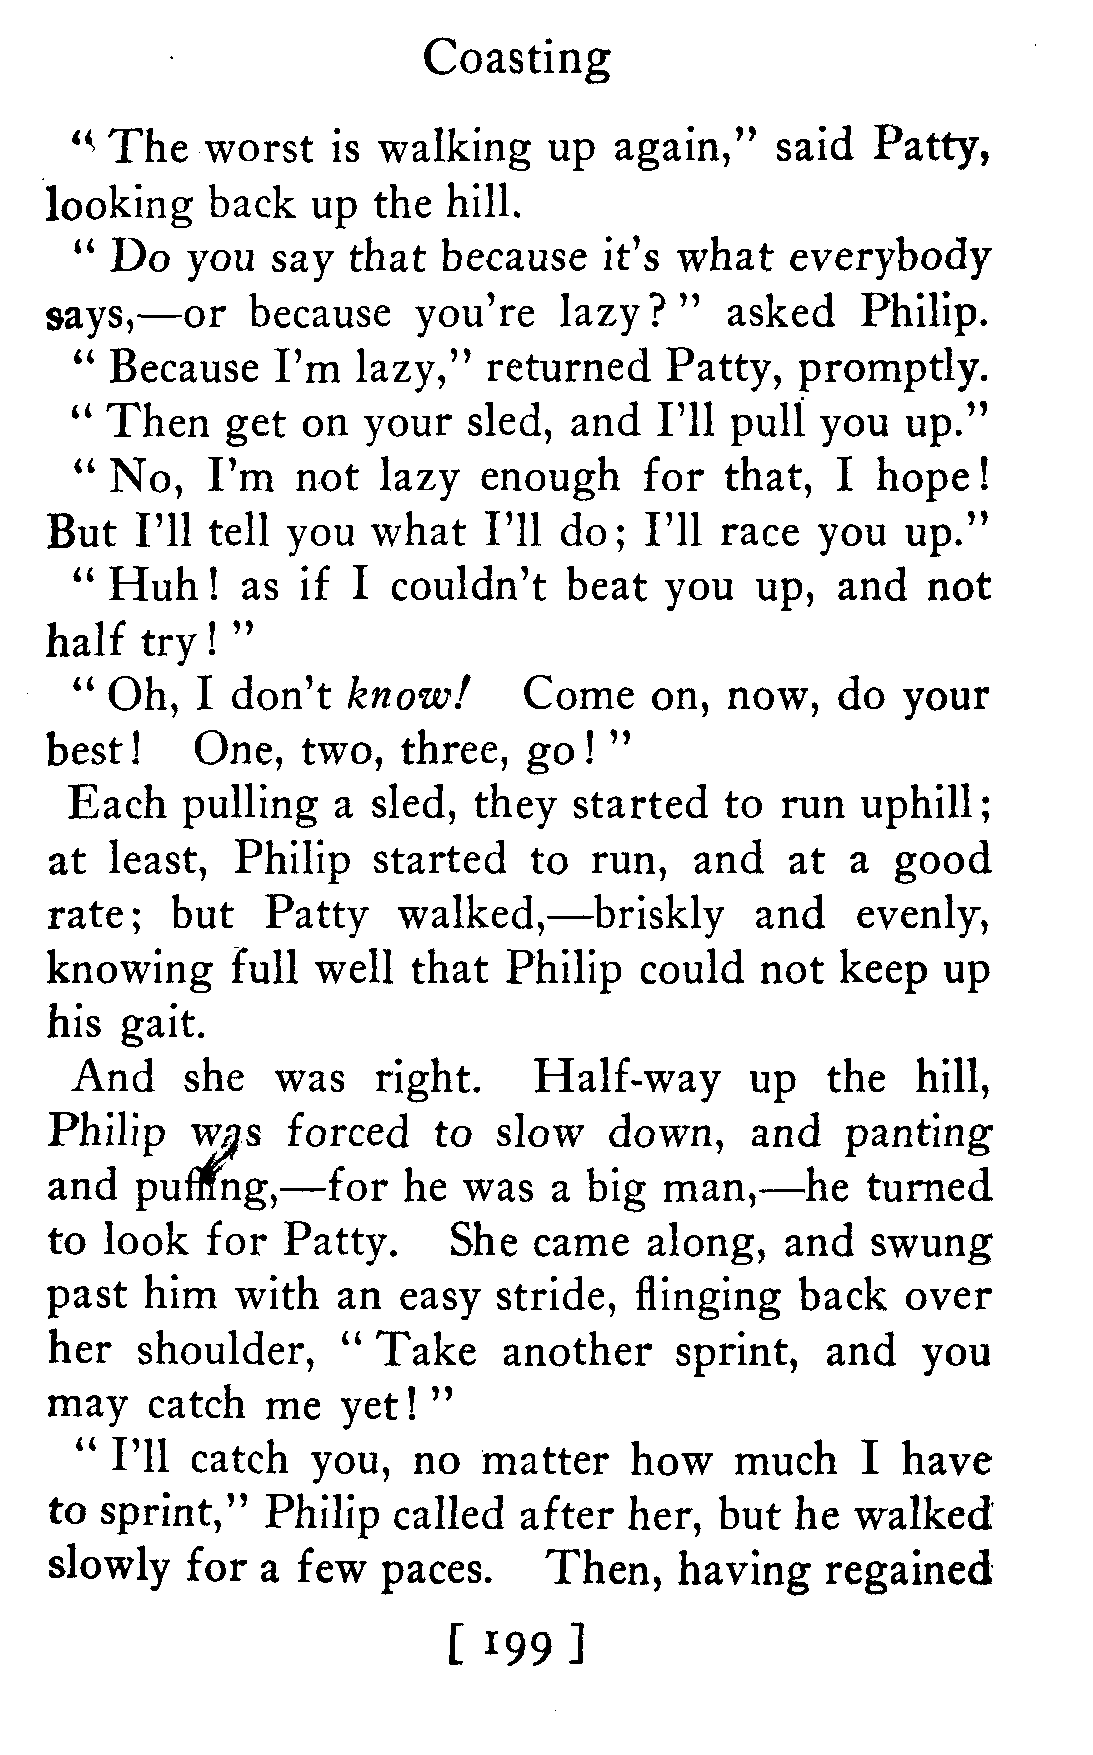 Coasting
“ The worst is walking up again,” said Patty,
looking back up the hill.
“ Do you say that because it’s what everybody
says,—or because you’re lazy? ” asked Philip.
“ Because I’m lazy,” returned Patty, promptly.
“ Then get on your sled, and I’ll pull you up.”
“ No, I’m not lazy enough for that, I hope!
But I’ll tell you what I’ll do; I’ll race you up.”
“ Huh! as if I couldn’t beat you up, and not
half try! ”
“ Oh, I don’t know! Come on, now, do your
best! One, two, three, go! ”
Each pulling a sled, they started to run uphill;
at least, Philip started to run, and at a good
rate; but Patty walked,—briskly and evenly,
knowing full well that Philip could not keep up
his gait.
And she was right. Half-way up the hill,
Philip was forced to slow down, and panting
and puffing,—for he was a big man,—he turned
to look for Patty. She came along, and swung
past him with an easy stride, flinging back over
her shoulder, “ Take another sprint, and you
may catch me yet! ”
“ I’ll catch you, no matter how much I have
to sprint,” Philip called after her, but he walked
slowly for a few paces. Then, having regained
[ 199 ]